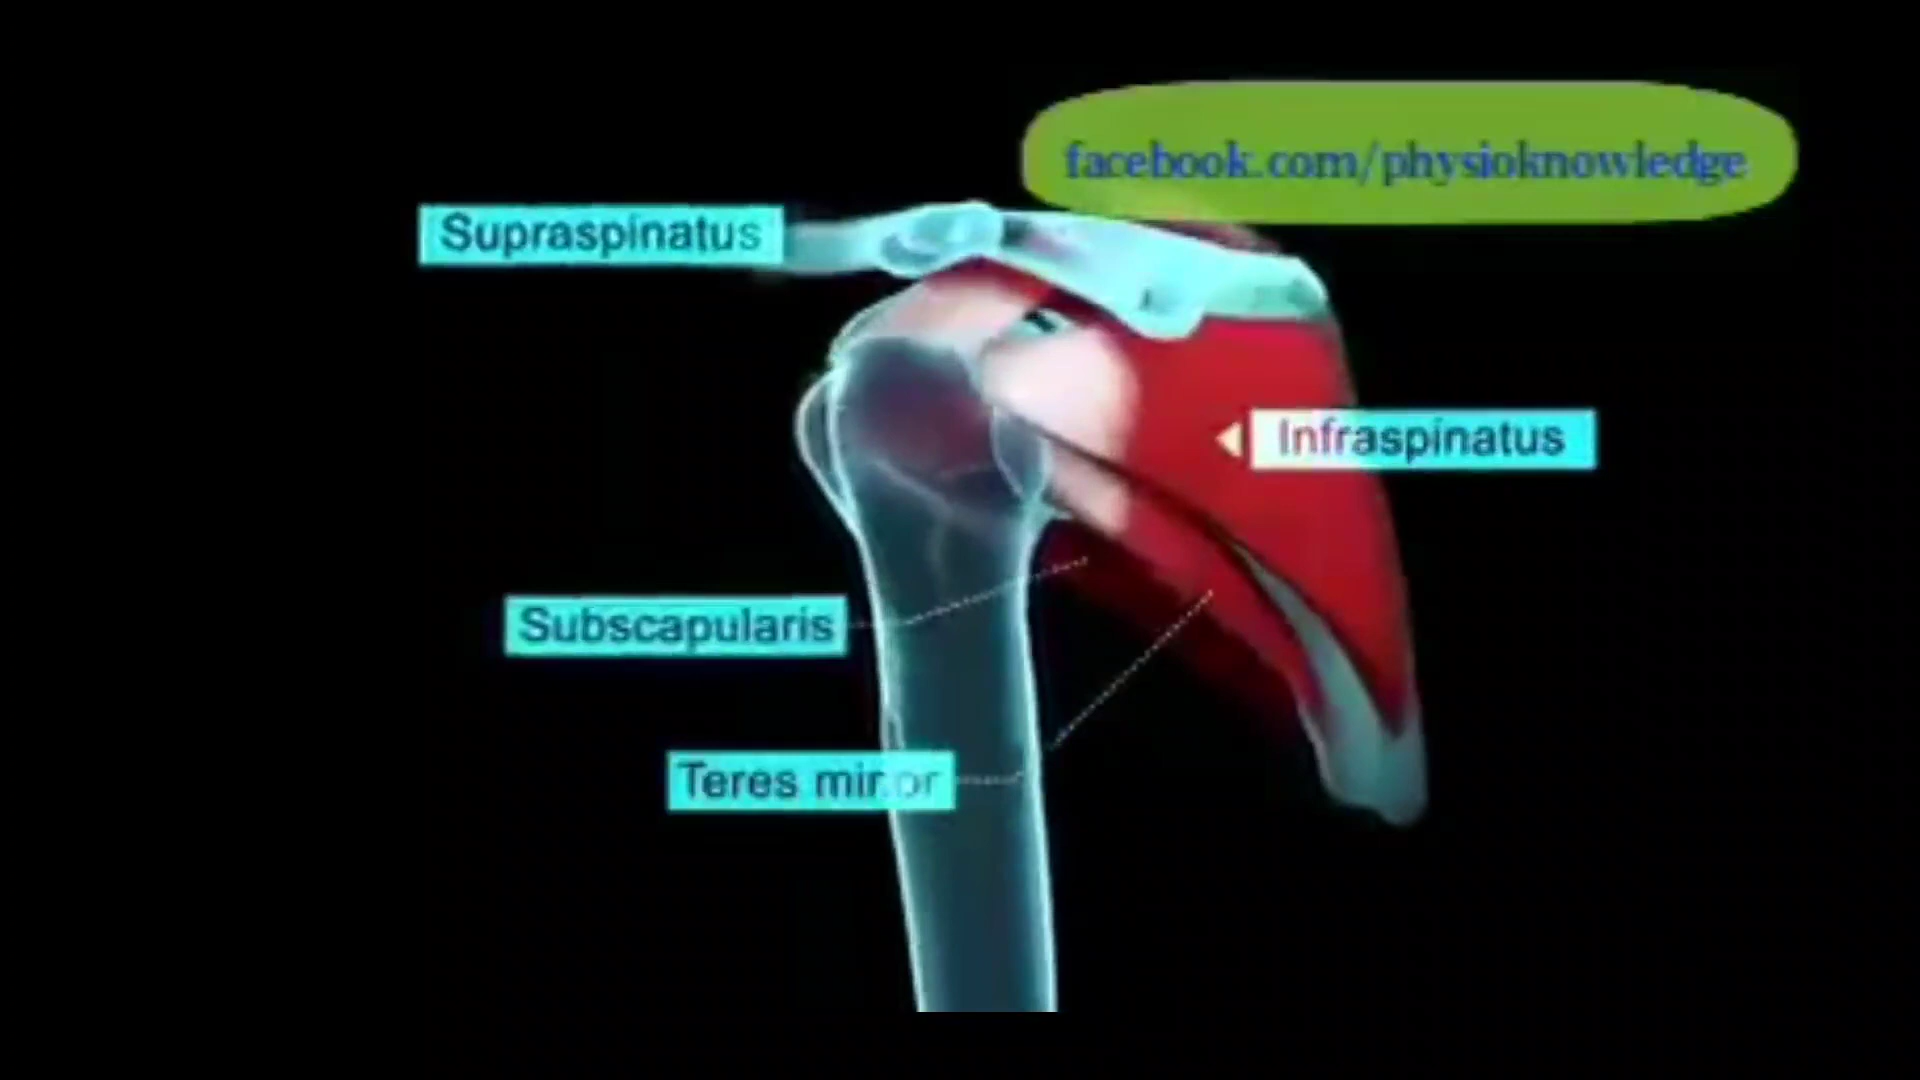 facebook.com/physioknowledge
Supraspinatus
Infraspinatus
Subscapularis
Teres minor